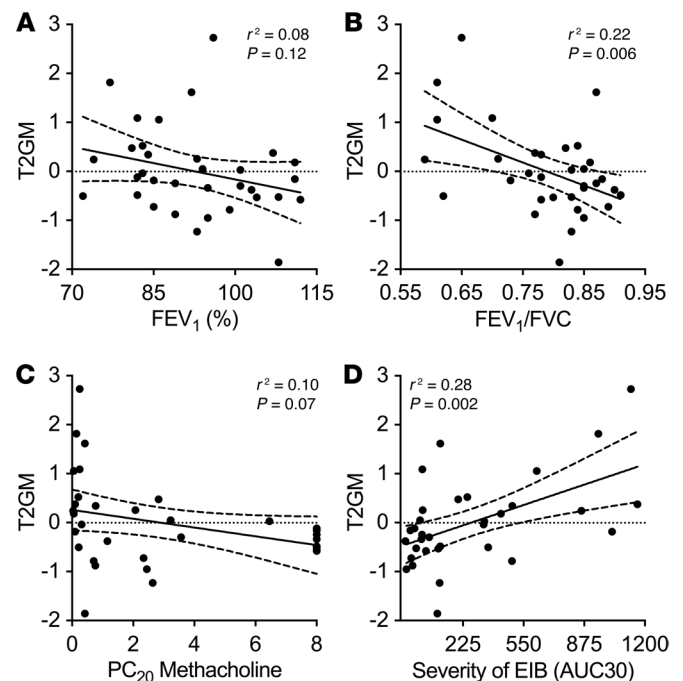 A
r² = 0.08
P = 0.12
T2GM
3
2
1
0
-1
-2
70
85
100
115
FEV₁ (%)
B
r² = 0.22
P = 0.006
T2GM
3
2
1
0
-1
-2
0.55
0.65
0.75
0.85
0.95
FEV₁/FVC
C
r² = 0.10
P = 0.07
T2GM
3
2
1
0
-1
-2
0
2
4
6
8
PC₂₀ Methacholine
D
r² = 0.28
P = 0.002
T2GM
3
2
1
0
-1
-2
225
550
875
1200
Severity of EIB (AUC30)